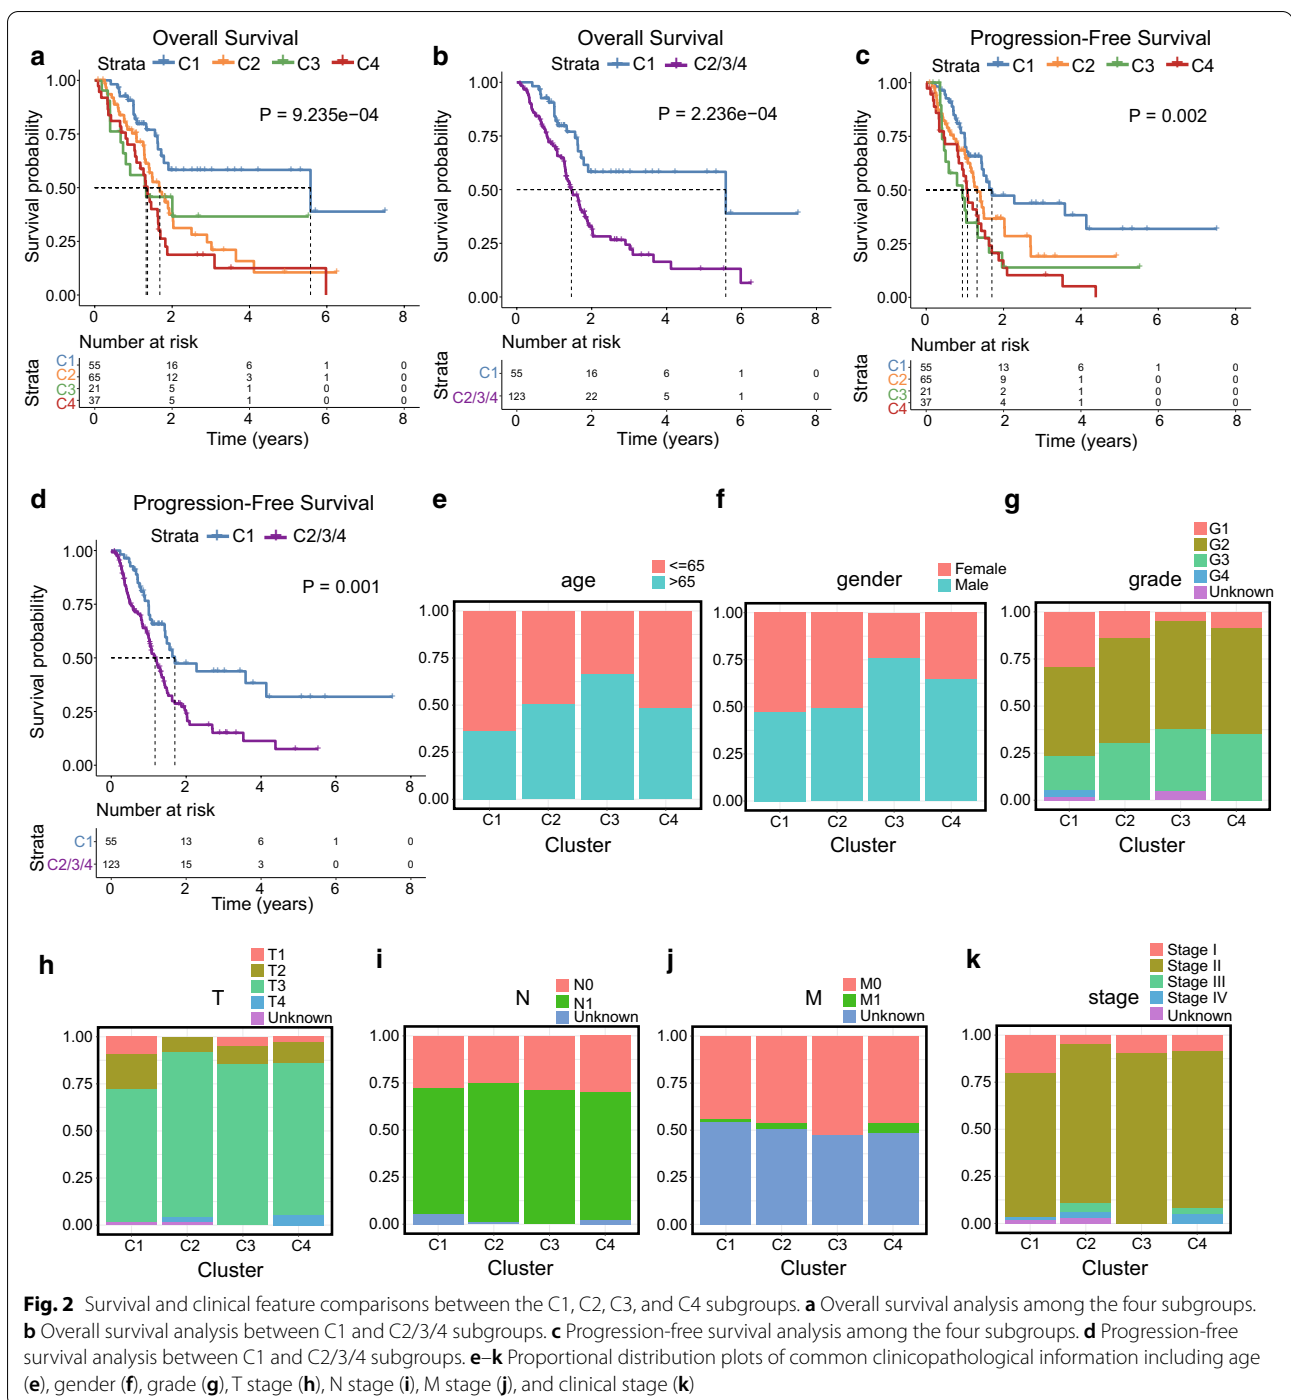 a
Overall Survival
Strata C1 C2 C3 C4
P = 9.235e−04
Survival probability
1.00
0.75
0.50
0.25
0.00
0 2 4 6 8
Number at risk
Strata
C1 55 16 6 1 0
C2 65 12 3 1 0
C3 21 5 1 0 0
C4 37 5 1 0 0
0 2 4 6 8
Time (years)
b
Overall Survival
Strata C1 C2/3/4
P = 2.236e−04
Survival probability
1.00
0.75
0.50
0.25
0.00
0 2 4 6 8
Number at risk
Strata
C1 55 16 6 1 0
C2/3/4 123 22 5 1 0
0 2 4 6 8
Time (years)
c
Progression-Free Survival
Strata C1 C2 C3 C4
P = 0.002
Survival probability
1.00
0.75
0.50
0.25
0.00
0 2 4 6 8
Number at risk
Strata
C1 55 13 6 1 0
C2 65 9 1 0 0
C3 21 2 1 0 0
C4 37 4 1 0 0
0 2 4 6 8
Time (years)
d
Progression-Free Survival
Strata C1 C2/3/4
P = 0.001
Survival probability
1.00
0.75
0.50
0.25
0.00
0 2 4 6 8
Number at risk
Strata
C1 55 13 6 1 0
C2/3/4 123 15 3 0 0
0 2 4 6 8
Time (years)
e
<=65
>65
age
1.00
0.75
0.50
0.25
0.00
C1 C2 C3 C4
Cluster
f
Female
Male
gender
1.00
0.75
0.50
0.25
0.00
C1 C2 C3 C4
Cluster
g
G1
G2
G3
G4
Unknown
grade
1.00
0.75
0.50
0.25
0.00
C1 C2 C3 C4
Cluster
h
T1
T2
T3
T4
Unknown
T
1.00
0.75
0.50
0.25
0.00
C1 C2 C3 C4
Cluster
i
N0
N1
Unknown
N
1.00
0.75
0.50
0.25
0.00
C1 C2 C3 C4
Cluster
j
M0
M1
Unknown
M
1.00
0.75
0.50
0.25
0.00
C1 C2 C3 C4
Cluster
k
Stage I
Stage II
Stage III
Stage IV
Unknown
stage
1.00
0.75
0.50
0.25
0.00
C1 C2 C3 C4
Cluster
Fig. 2 Survival and clinical feature comparisons between the C1, C2, C3, and C4 subgroups. a Overall survival analysis among the four subgroups.
b Overall survival analysis between C1 and C2/3/4 subgroups. c Progression-free survival analysis among the four subgroups. d Progression-free
survival analysis between C1 and C2/3/4 subgroups. e–k Proportional distribution plots of common clinicopathological information including age
(e), gender (f), grade (g), T stage (h), N stage (i), M stage (j), and clinical stage (k)